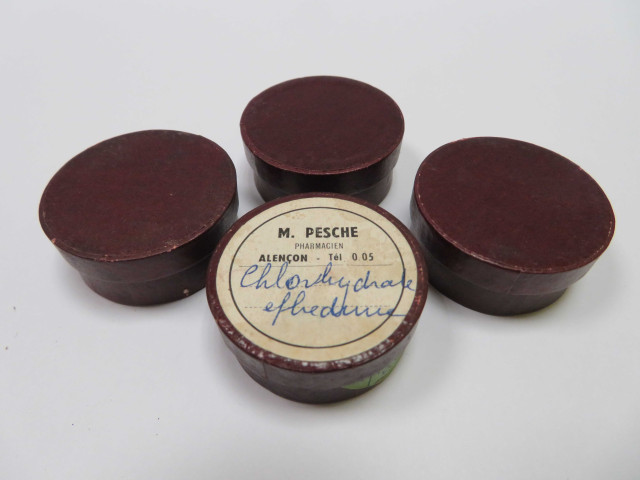 M. PESCHE
PHARMACIEN
ALENÇON - Tél 0.05
Chlorhydrate
efhedrine